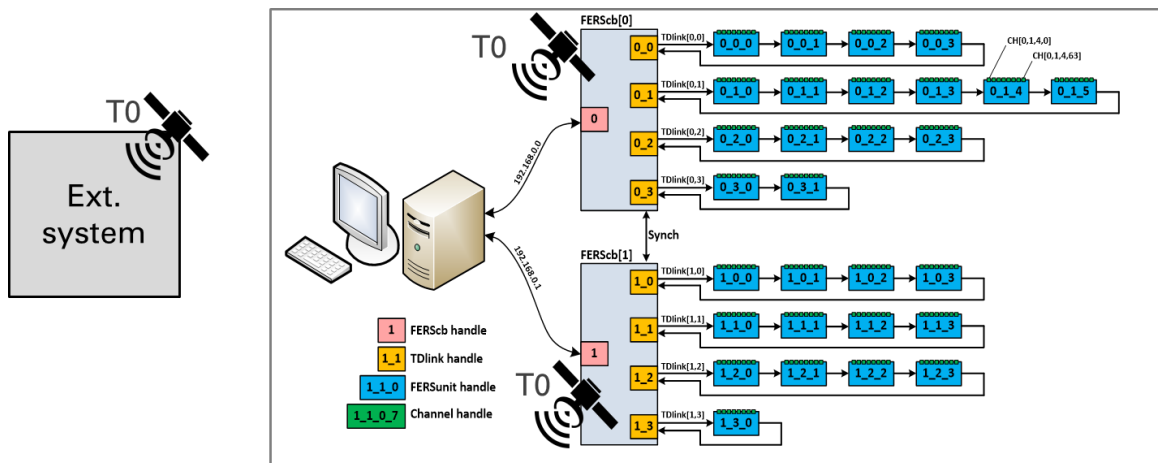 T0
Ext.
system
FERScb[0]
T0
0
192.168.0.0
0_0
TDlink[0,0]
0_0_0
0_0_1
0_0_2
0_0_3
CH[0,1,4,0]
CH[0,1,4,63]
0_1
TDlink[0,1]
0_1_0
0_1_1
0_1_2
0_1_3
0_1_4
0_1_5
0_2
TDlink[0,2]
0_2_0
0_2_1
0_2_2
0_2_3
0_3
TDlink[0,3]
0_3_0
0_3_1
Synch
FERScb[1]
192.168.0.1
1
T0
1_0
TDlink[1,0]
1_0_0
1_0_1
1_0_2
1_0_3
1_1
TDlink[1,1]
1_1_0
1_1_1
1_1_2
1_1_3
1_2
TDlink[1,2]
1_2_0
1_2_1
1_2_2
1_2_3
1_3
TDlink[1,3]
1_3_0
1 FERScb handle
1_1 TDlink handle
1_1_0 FERSunit handle
1_1_0_7 Channel handle